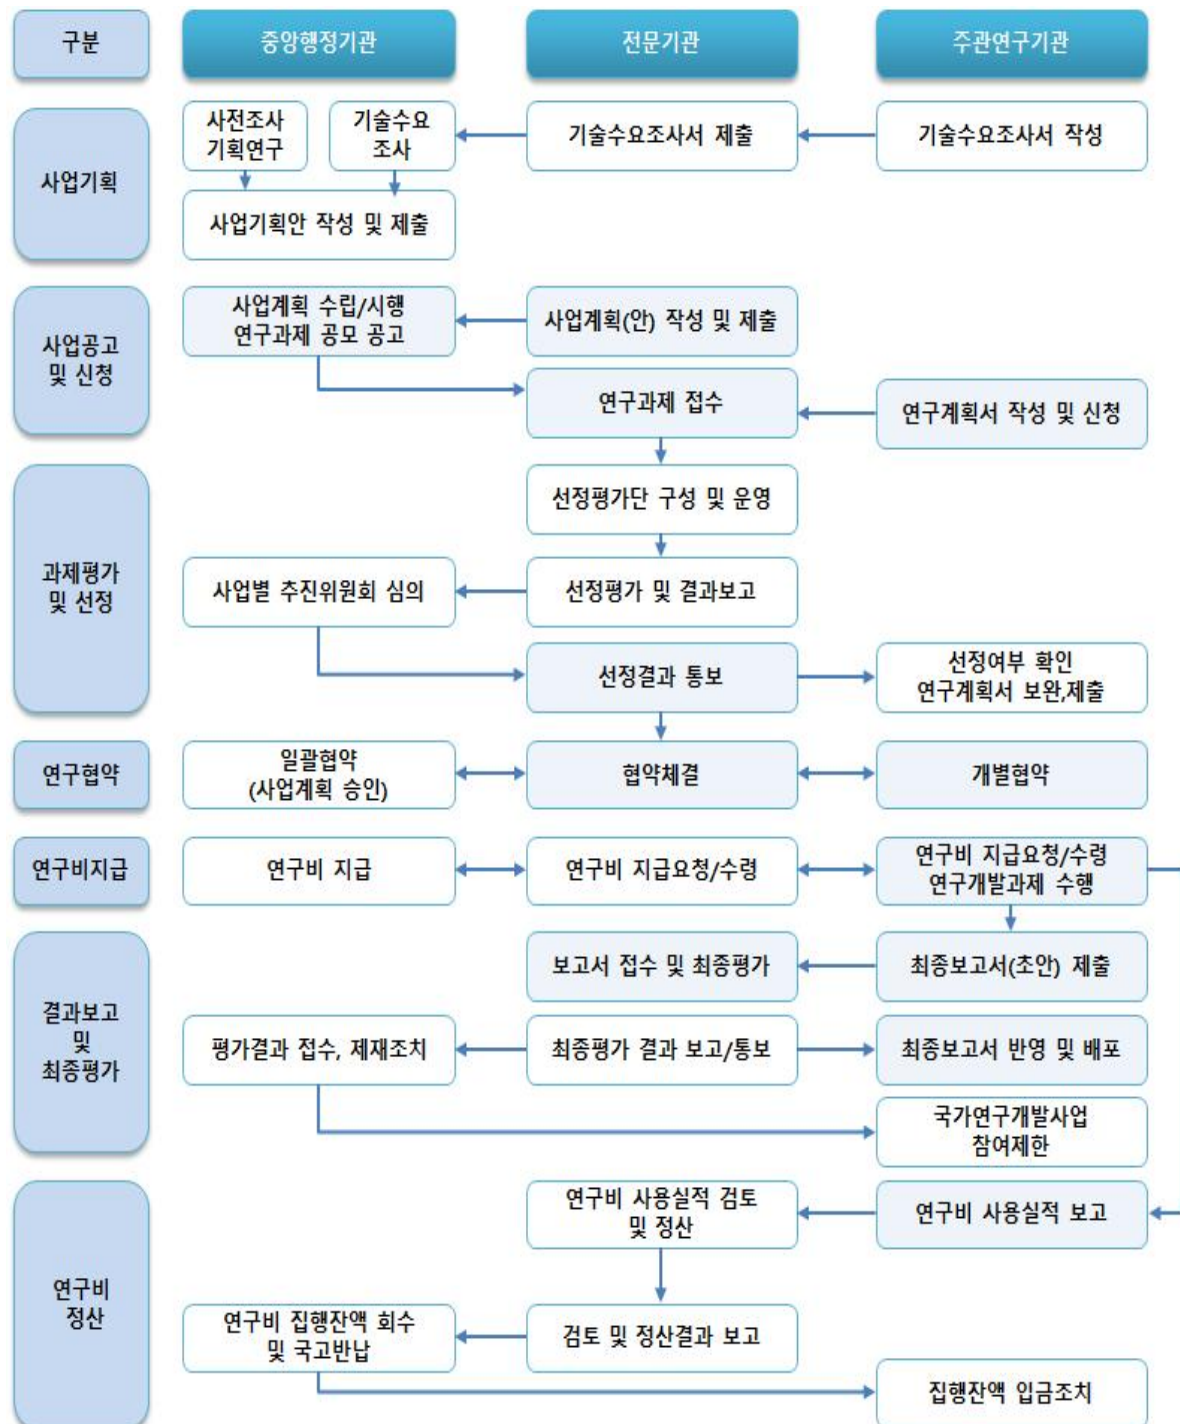 구분
중앙행정기관
전문기관
주관연구기관
사업기획
사전조사
기획연구
기술수요
조사
기술수요조사서 제출
기술수요조사서 작성
사업기획안 작성 및 제출
사업공고
및 신청
사업계획 수립/시행
연구과제 공모 공고
사업계획(안) 작성 및 제출
연구과제 접수
연구계획서 작성 및 신청
과제평가
및 선정
선정평가단 구성 및 운영
사업별 추진위원회 심의
선정평가 및 결과보고
선정결과 통보
선정여부 확인
연구계획서 보완,제출
연구협약
일괄협약
(사업계획 승인)
협약체결
개별협약
연구비지급
연구비 지급
연구비 지급요청/수령
연구비 지급요청/수령
연구개발과제 수행
결과보고
및
최종평가
보고서 접수 및 최종평가
최종보고서(초안) 제출
평가결과 접수, 제재조치
최종평가 결과 보고/통보
최종보고서 반영 및 배포
국가연구개발사업
참여제한
연구비
정산
연구비 사용실적 검토
및 정산
연구비 사용실적 보고
연구비 집행잔액 회수
및 국고반납
검토 및 정산결과 보고
집행잔액 입금조치